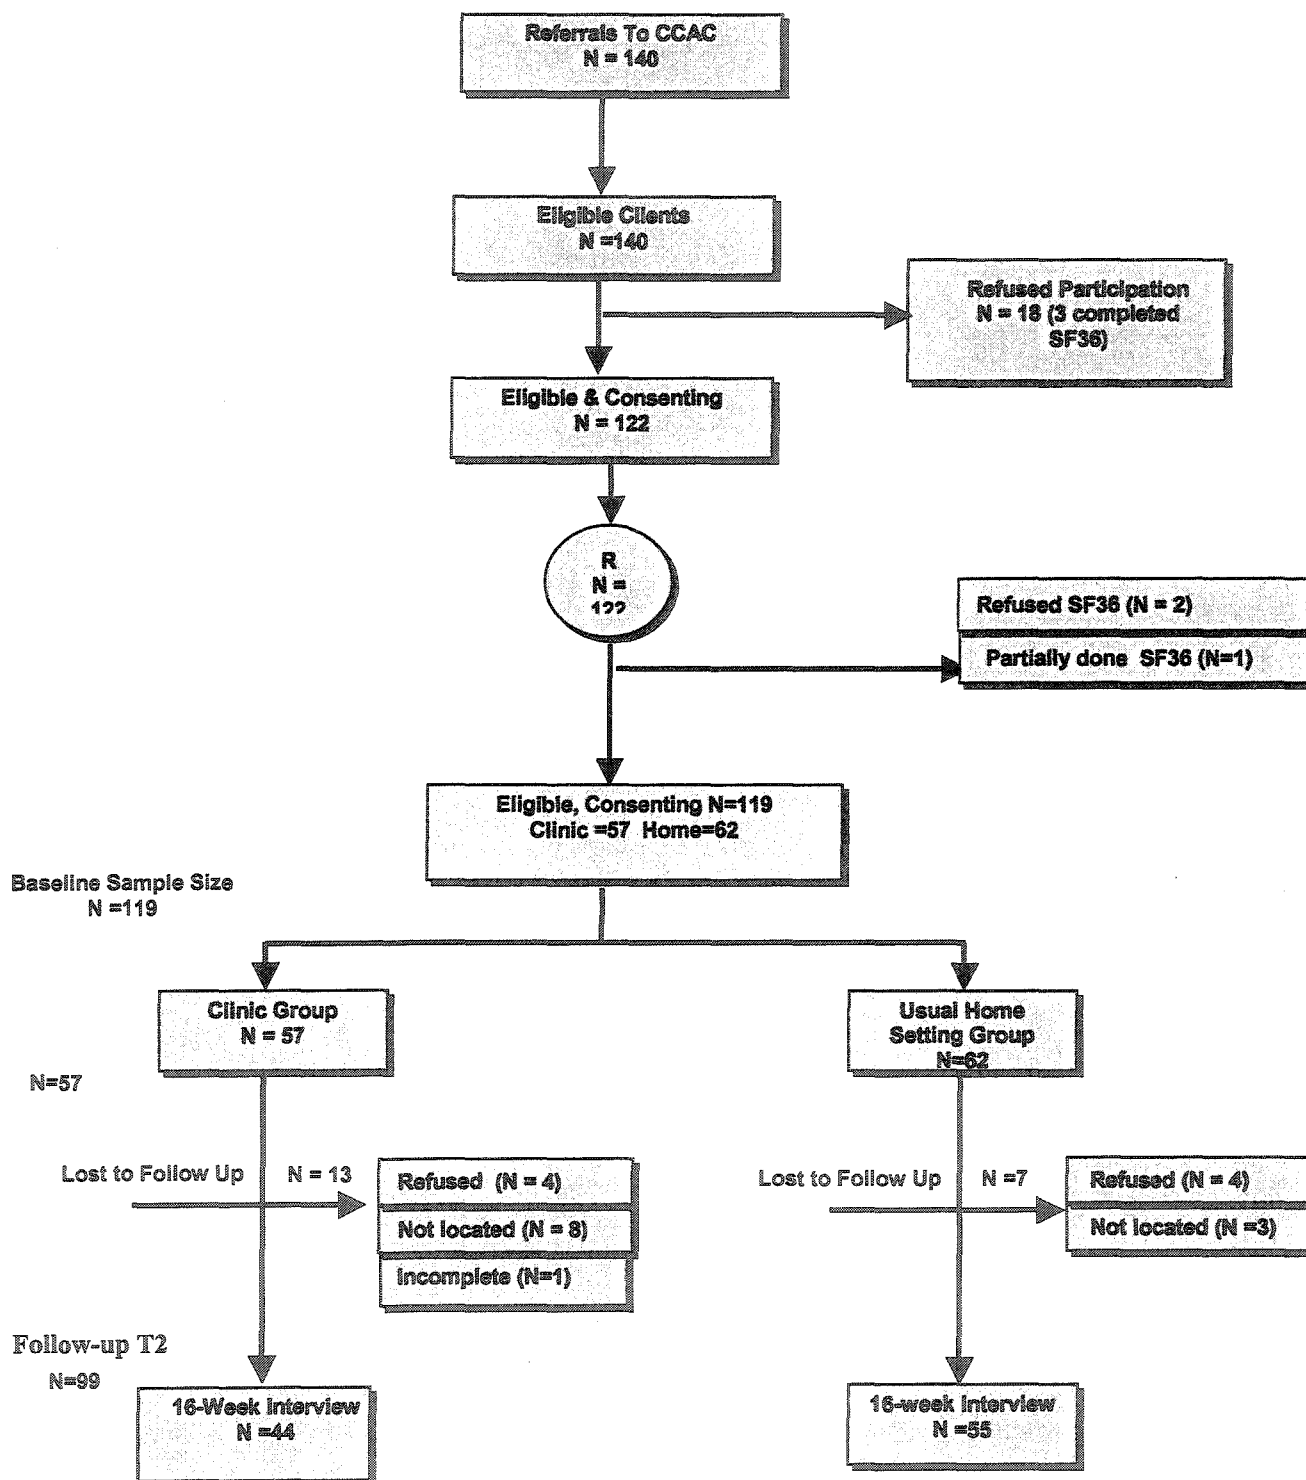 Referrals To CCAC
N = 140
Eligible Clients
N =140
Refused Participation
N = 18 (3 completed
SF36)
Eligible & Consenting
N = 122
R
N =
122
Refused SF36 (N = 2)
Partially done SF36 (N=1)
Eligible, Consenting N=119
Clinic =57 Home=62
Baseline Sample Size
N =119
Clinic Group
N = 57
Usual Home
Setting Group
N=62
N=57
Lost to Follow Up N = 13
Refused (N = 4)
Not located (N = 8)
Incomplete (N=1)
Lost to Follow Up N =7
Refused (N = 4)
Not located (N =3)
Follow-up T2
N=99
16-Week Interview
N =44
16-week Interview
N =55